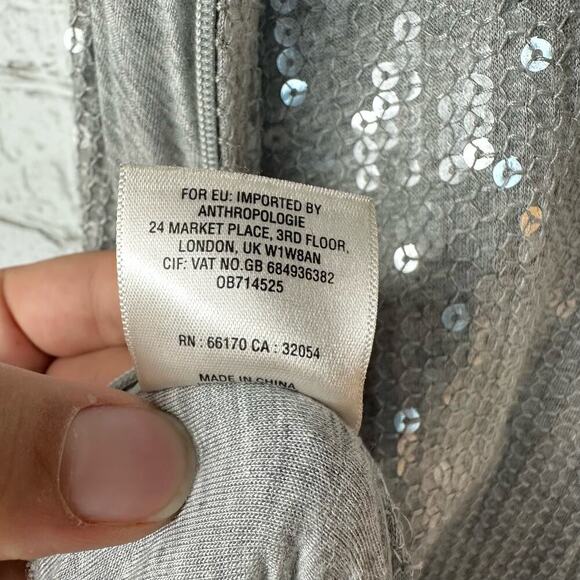 FOR EU: IMPORTED BY
ANTHROPOLOGIE
24 MARKET PLACE, 3RD FLOOR,
LONDON, UK W1W8AN
CIF: VAT NO.GB 684936382
OB714525
RN : 66170 CA : 32054
MADE IN CHINA